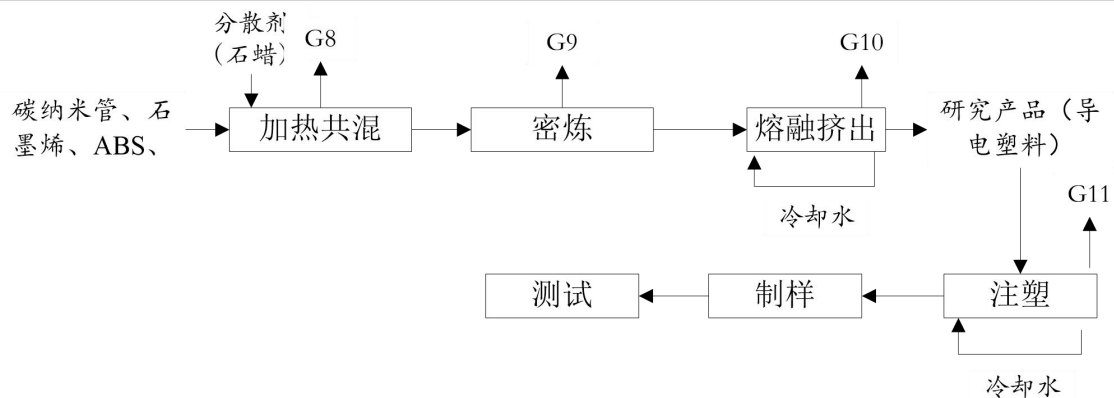 分散剂
（石蜡）
G8
G9
G10
碳纳米管、石
墨烯、ABS、
加热共混
密炼
熔融挤出
研究产品（导
电塑料）
冷却水
G11
测试
制样
注塑
冷却水